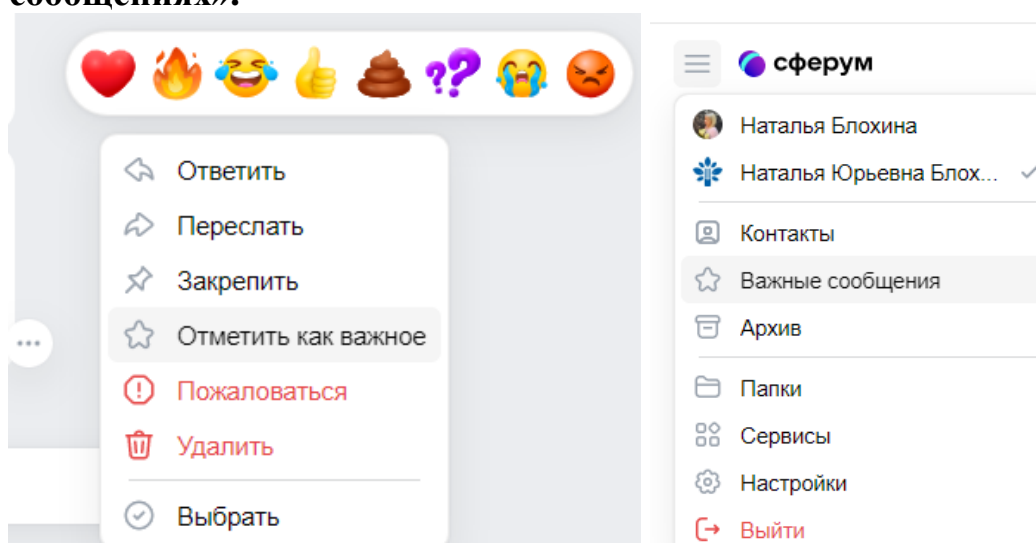 сообщениях».
Ответить
Переслать
Закрепить
Отметить как важное
Пожаловаться
Удалить
Выбрать
сферум
Наталья Блохина
Наталья Юрьевна Блох...
Контакты
Важные сообщения
Архив
Папки
Сервисы
Настройки
Выйти